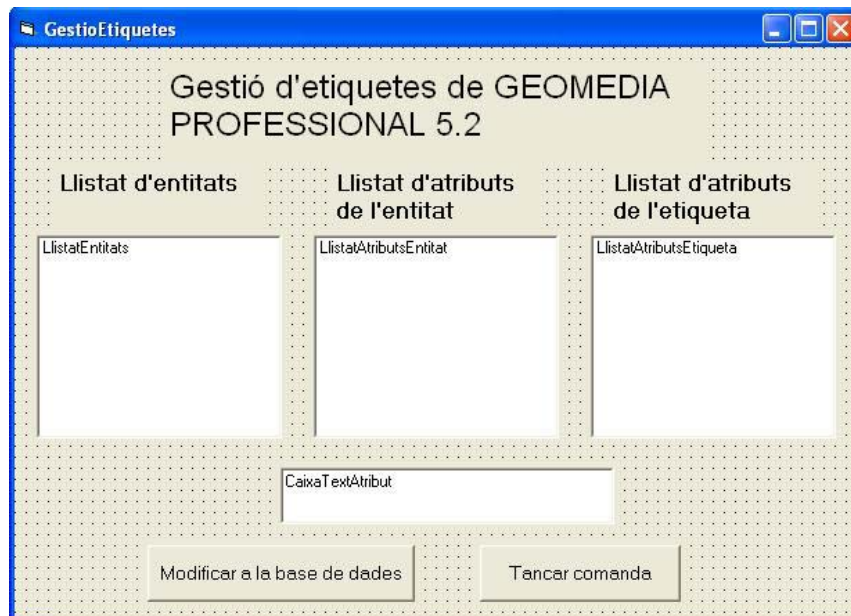 GestioEtiquetes
Gestió d'etiquetes de GEOMEDIA
PROFESSIONAL 5.2
Llistat d'entitats
Llistat d'atributs
de l'entitat
Llistat d'atributs
de l'etiqueta
LlistatEntitats
LlistatAtributsEntitat
LlistatAtributsEtiqueta
CaixaTextAtribut
Modificar a la base de dades
Tancar comanda